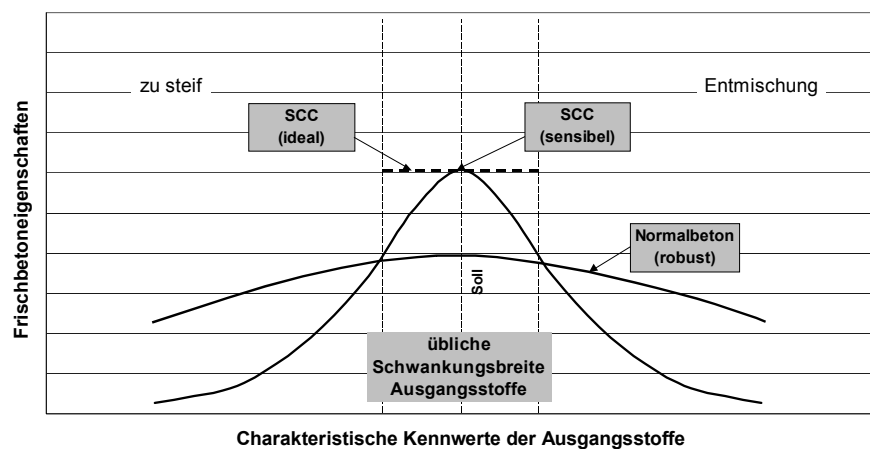 zu steif
Entmischung
SCC
(ideal)
SCC
(sensibel)
Normalbeton
(robust)
Soll
übliche
Schwankungsbreite
Ausgangsstoffe
Frischbetoneigenschaften
Charakteristische Kennwerte der Ausgangsstoffe